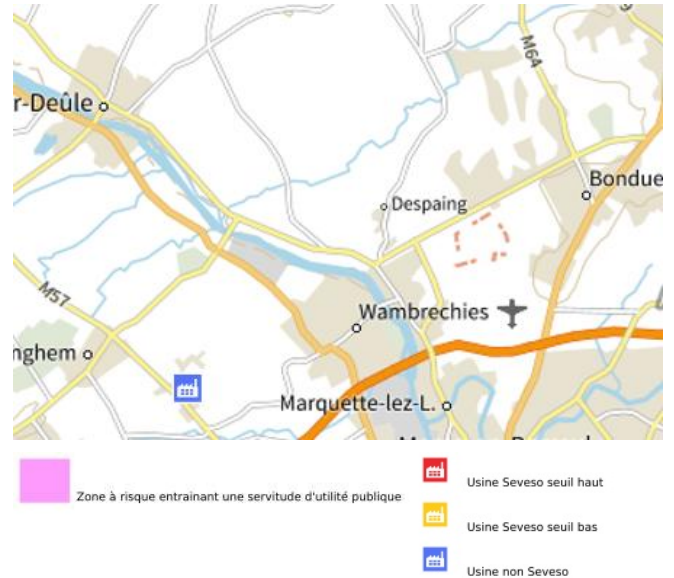 M64
r-Deûle
Bondue
Despaing
M57
Wambrechies
nghem
Marquette-lez-L.
Zone à risque entrainant une servitude d'utilité publique
Usine Seveso seuil haut
Usine Seveso seuil bas
Usine non Seveso